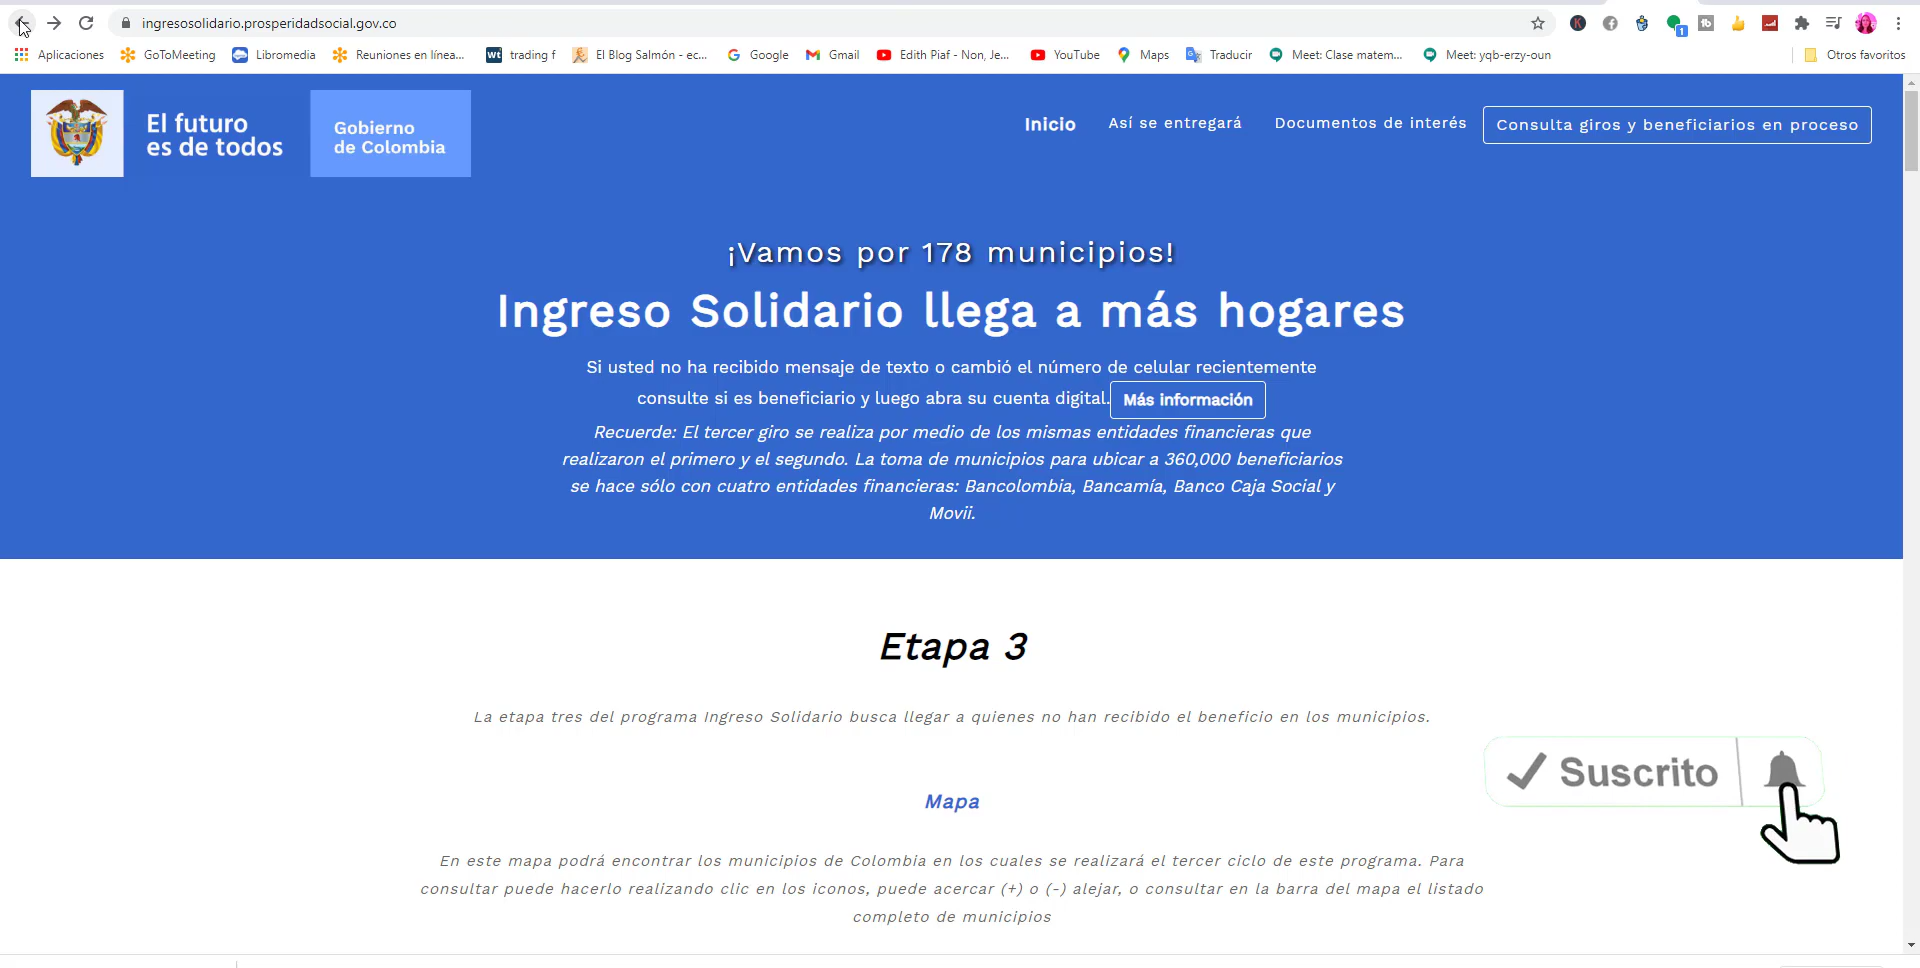 ingresosolidario.prosperidadsocial.gov.co
1
Aplicaciones GoToMeeting Libromedia Reuniones en línea... Wt trading f El Blog Salmón - ec... Google Gmail Edith Piaf - Non, Je... YouTube Maps Traducir Meet: Clase matem... Meet: yqb-erzy-oun Otros favoritos
El futuro
es de todos
Gobierno
de Colombia
Inicio Así se entregará Documentos de interés Consulta giros y beneficiarios en proceso
¡Vamos por 178 municipios!
Ingreso Solidario llega a más hogares
Si usted no ha recibido mensaje de texto o cambió el número de celular recientemente
consulte si es beneficiario y luego abra su cuenta digital. Más información
Recuerde: El tercer giro se realiza por medio de los mismas entidades financieras que
realizaron el primero y el segundo. La toma de municipios para ubicar a 360,000 beneficiarios
se hace sólo con cuatro entidades financieras: Bancolombia, Bancamía, Banco Caja Social y
Movii.
Etapa 3
La etapa tres del programa Ingreso Solidario busca llegar a quienes no han recibido el beneficio en los municipios.
Suscrito
Mapa
En este mapa podrá encontrar los municipios de Colombia en los cuales se realizará el tercer ciclo de este programa. Para
consultar puede hacerlo realizando clic en los iconos, puede acercar (+) o (-) alejar, o consultar en la barra del mapa el listado
completo de municipios